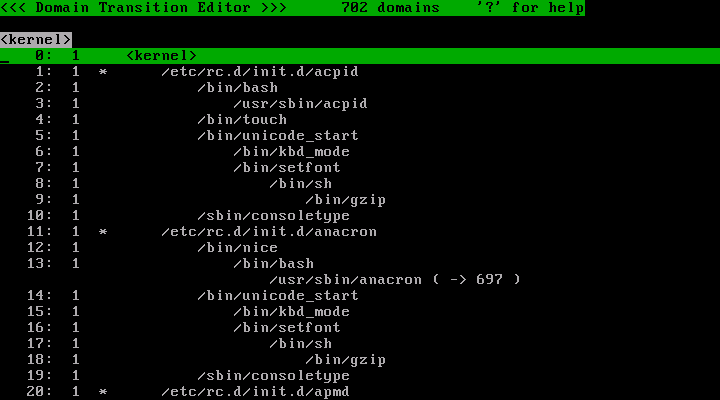 <<< Domain Transition Editor >>>      702 domains    '?' for help
<kernel>
    0:  1     <kernel>
    1:  1  *      /etc/rc.d/init.d/acpid
    2:  1             /bin/bash
    3:  1                 /usr/sbin/acpid
    4:  1             /bin/touch
    5:  1             /bin/unicode_start
    6:  1                 /bin/kbd_mode
    7:  1                 /bin/setfont
    8:  1                     /bin/sh
    9:  1                         /bin/gzip
   10:  1             /sbin/consoletype
   11:  1  *      /etc/rc.d/init.d/anacron
   12:  1             /bin/nice
   13:  1                 /bin/bash
                              /usr/sbin/anacron ( -> 697 )
   14:  1             /bin/unicode_start
   15:  1                 /bin/kbd_mode
   16:  1                 /bin/setfont
   17:  1                     /bin/sh
   18:  1                         /bin/gzip
   19:  1             /sbin/consoletype
   20:  1  *      /etc/rc.d/init.d/apmd